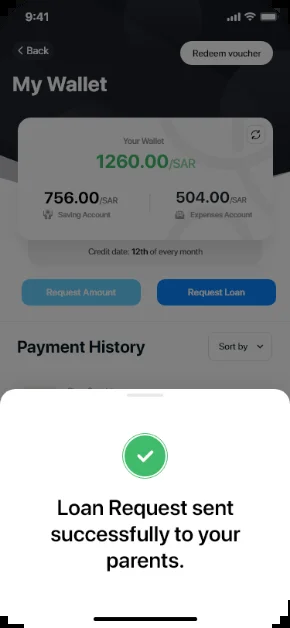 9:41
Back
Redeem voucher
My Wallet
Your Wallet
1260.00/SAR
756.00/SAR
504.00/SAR
Saving Account
Expenses Account
Credit date: 12th of every month
Request Amount
Request Loan
Payment History
Sort by
Loan Request sent
successfully to your
parents.